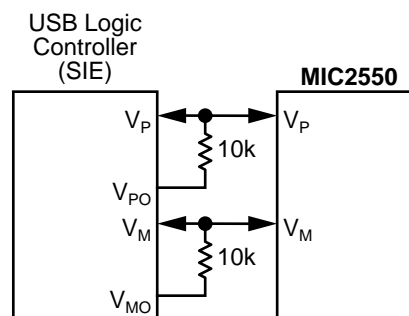 USB Logic
Controller
(SIE)
MIC2550
VP
VP
10k
VPO
VM
VM
10k
VMO